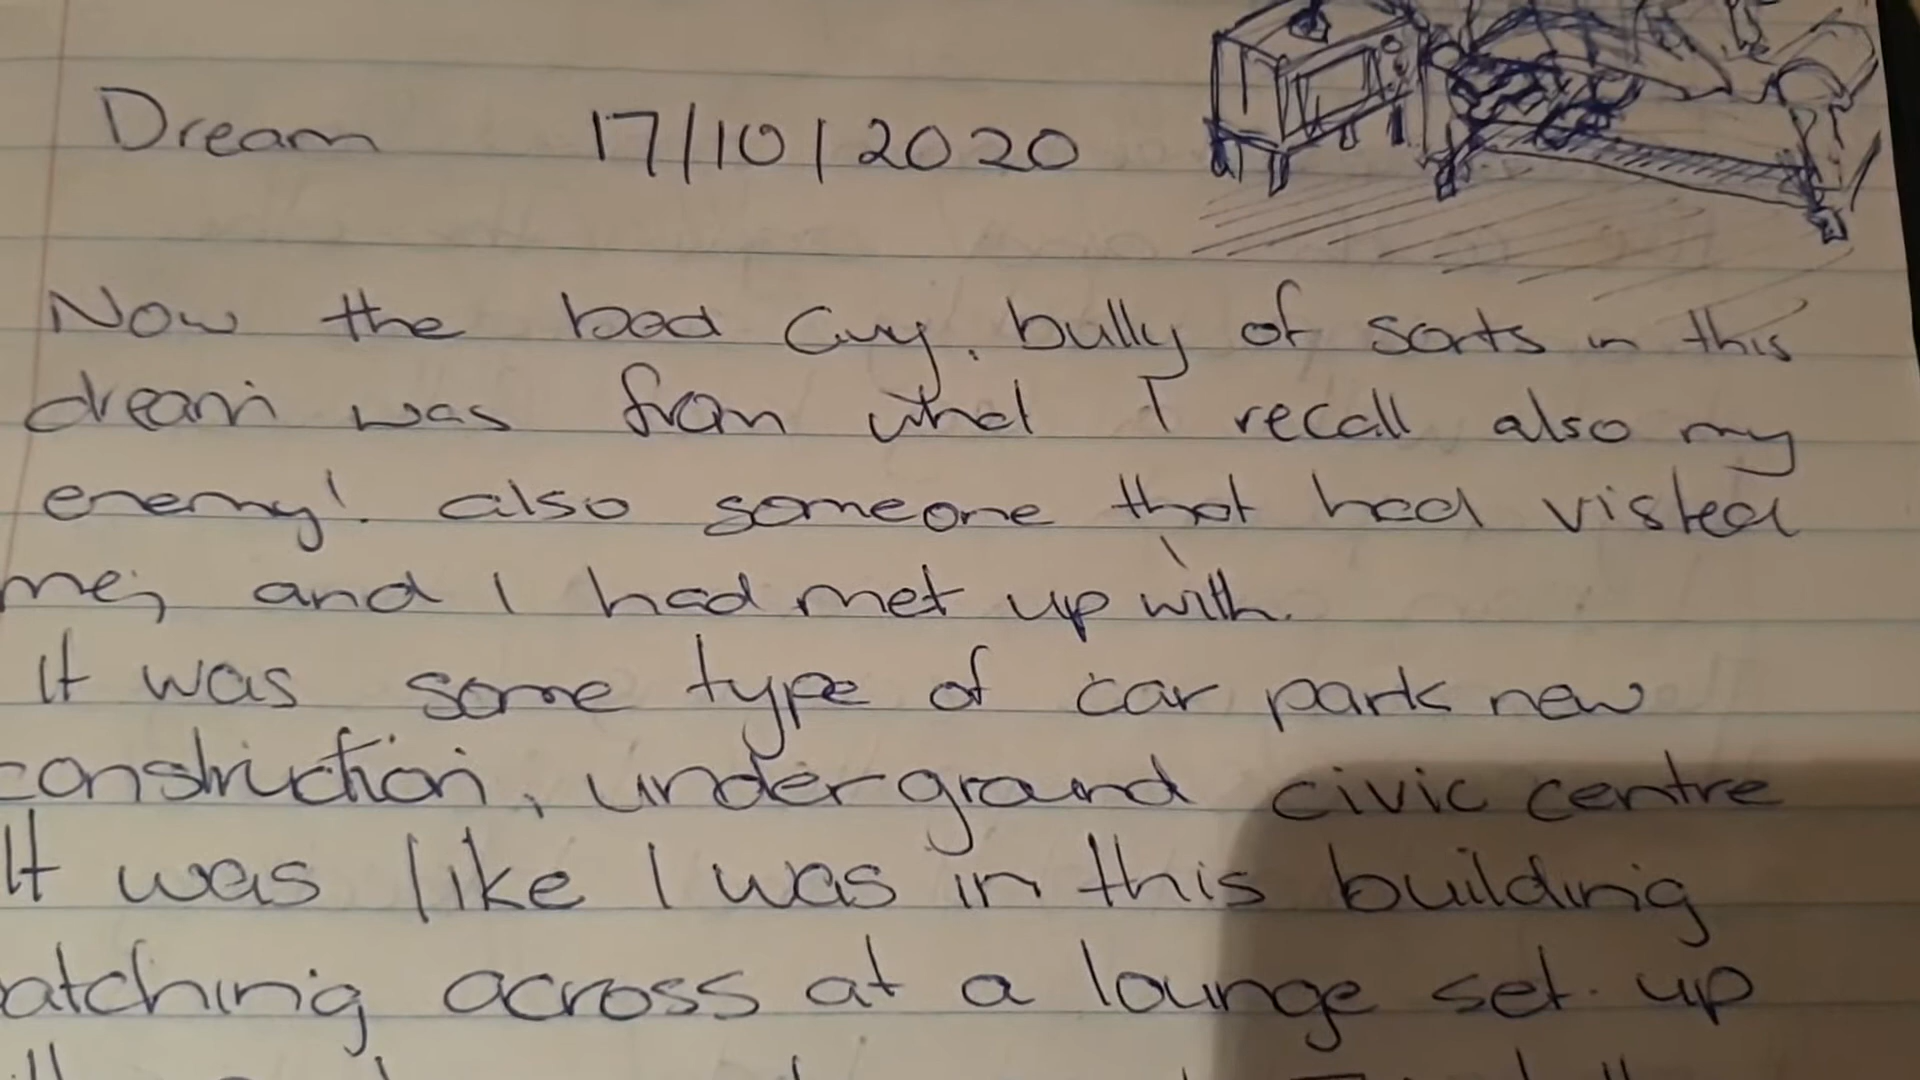 Dream 17/10/2020
Now the bad Guy. bully of sorts in this
dream was from what I recall also my
enemy! also someone that had visted
me; and I had met up with.
It was some type of car park new
construction, underground civic centre
It was like I was in this building
atching across at a lounge set. up